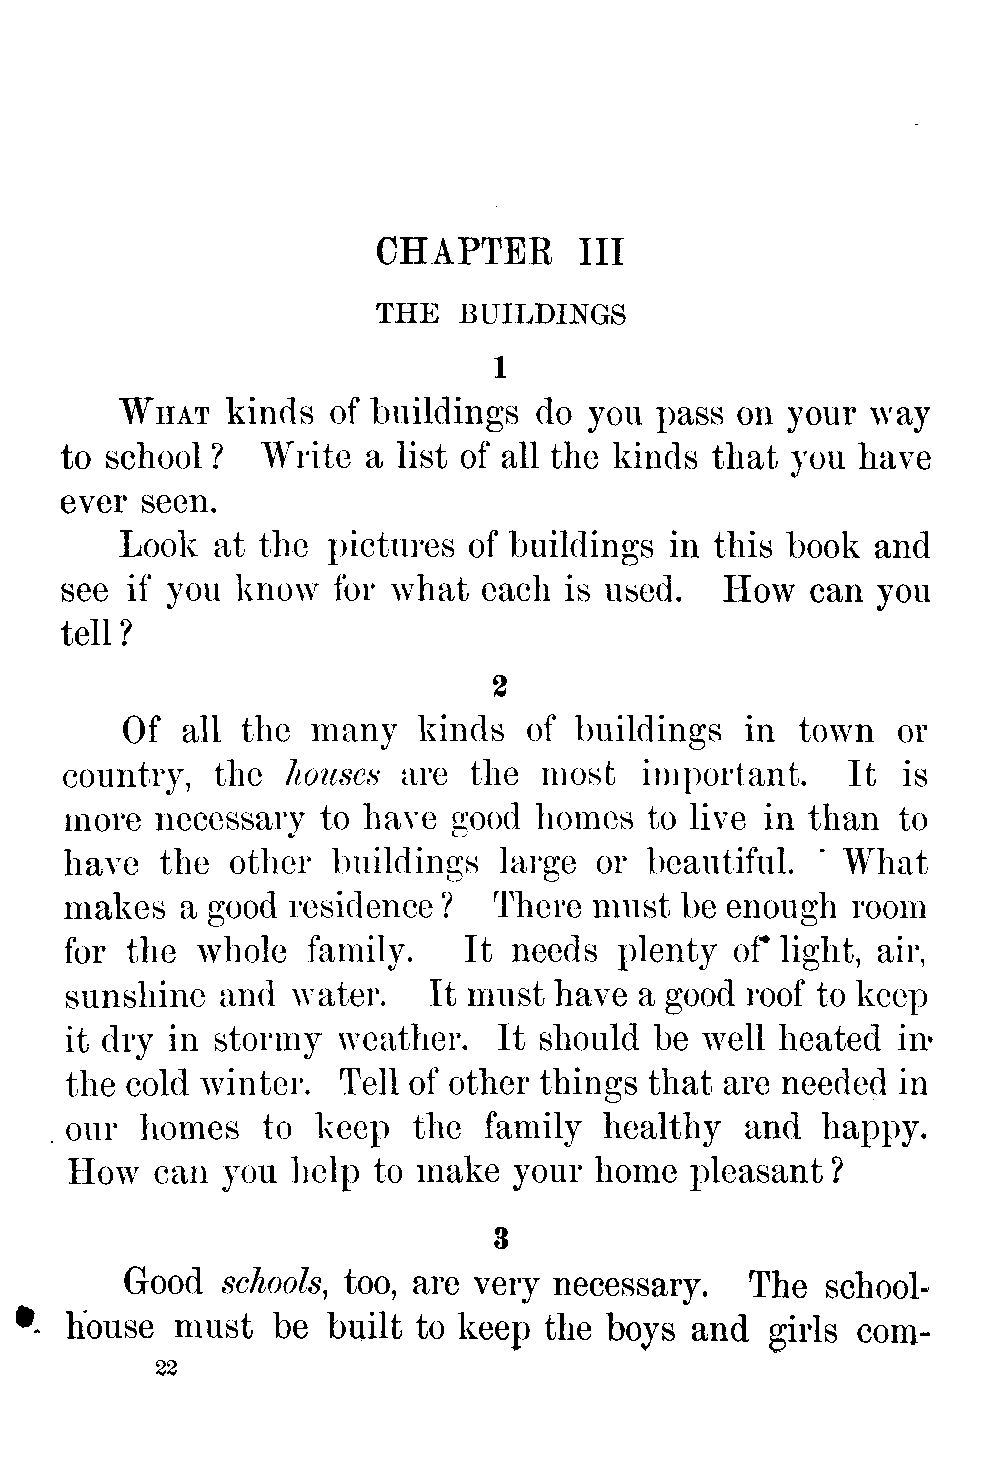 CHAPTER III
THE BUILDINGS
1
WHAT kinds of buildings do you pass on your way
to school? Write a list of all the kinds that you have
ever seen.
Look at the pictures of buildings in this book and
see if you know for what each is used. How can you
tell?
2
Of all the many kinds of buildings in town or
country, the houses are the most important. It is
more necessary to have good homes to live in than to
have the other buildings large or beautiful. What
makes a good residence? There must be enough room
for the whole family. It needs plenty of light, air,
sunshine and water. It must have a good roof to keep
it dry in stormy weather. It should be well heated in
the cold winter. Tell of other things that are needed in
our homes to keep the family healthy and happy.
How can you help to make your home pleasant?
3
Good schools, too, are very necessary. The school-
house must be built to keep the boys and girls com-
22